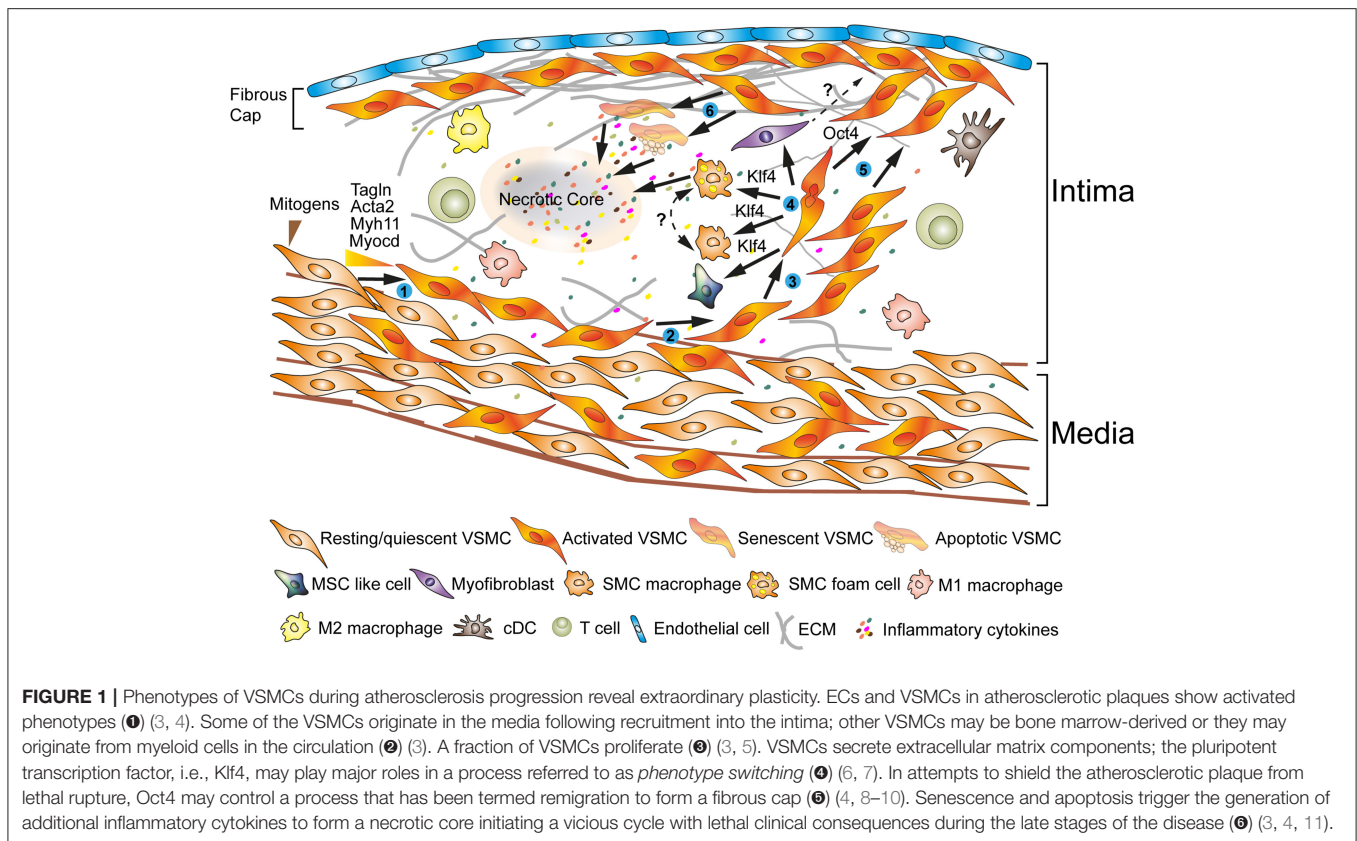 Fibrous
Cap
?
6
Oct4
5
Klf4
4
Necrotic Core
Klf4
?
Klf4
Intima
Tagln
Acta2
Myh11
Myocd
Mitogens
1
3
2
Media
Resting/quiescent VSMC
Activated VSMC
Senescent VSMC
Apoptotic VSMC
MSC like cell
Myofibroblast
SMC macrophage
SMC foam cell
M1 macrophage
M2 macrophage
cDC
T cell
Endothelial cell
ECM
Inflammatory cytokines
FIGURE 1 | Phenotypes of VSMCs during atherosclerosis progression reveal extraordinary plasticity. ECs and VSMCs in atherosclerotic plaques show activated
phenotypes (❶) (3, 4). Some of the VSMCs originate in the media following recruitment into the intima; other VSMCs may be bone marrow-derived or they may
originate from myeloid cells in the circulation (❷) (3). A fraction of VSMCs proliferate (❸) (3, 5). VSMCs secrete extracellular matrix components; the pluripotent
transcription factor, i.e., Klf4, may play major roles in a process referred to as phenotype switching (❹) (6, 7). In attempts to shield the atherosclerotic plaque from
lethal rupture, Oct4 may control a process that has been termed remigration to form a fibrous cap (❺) (4, 8–10). Senescence and apoptosis trigger the generation of
additional inflammatory cytokines to form a necrotic core initiating a vicious cycle with lethal clinical consequences during the late stages of the disease (❻) (3, 4, 11).